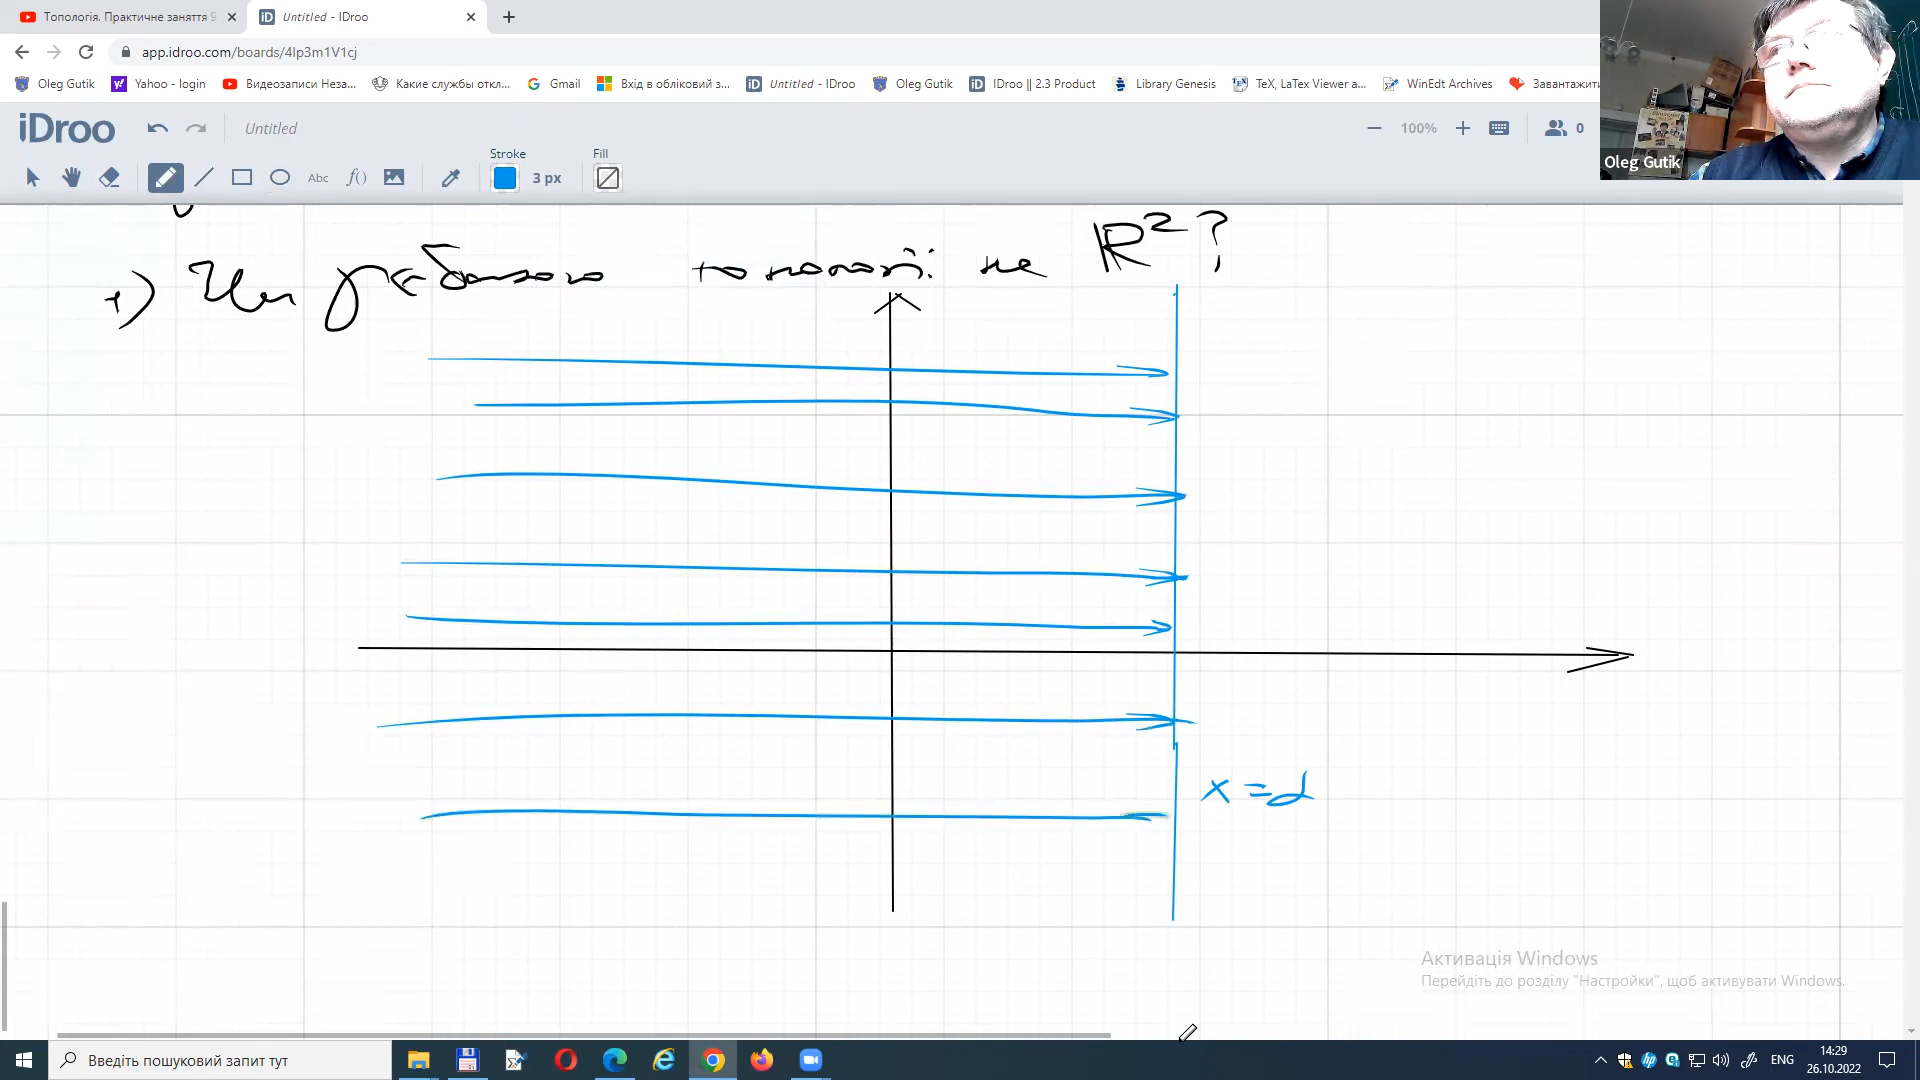 Топологія. Практичне заняття 9
Untitled - IDroo
app.idroo.com/boards/4lp3m1V1cj
Oleg Gutik
Yahoo - login
Видеозаписи Неза...
Какие службы откл...
Gmail
Вхід в обліковий з...
Untitled - IDroo
Oleg Gutik
IDroo || 2.3 Product
Library Genesis
TeX, LaTex Viewer a...
WinEdt Archives
Завантажити
Oleg Gutik
iDroo
Untitled
100%
0
Stroke
Fill
Abc
f()
3 px
1) Чи є базою топології на ℝ²?
x = α
Активація Windows
Перейдіть до розділу "Настройки", щоб активувати Windows.
Введіть пошуковий запит тут
ENG
14:29
26.10.2022